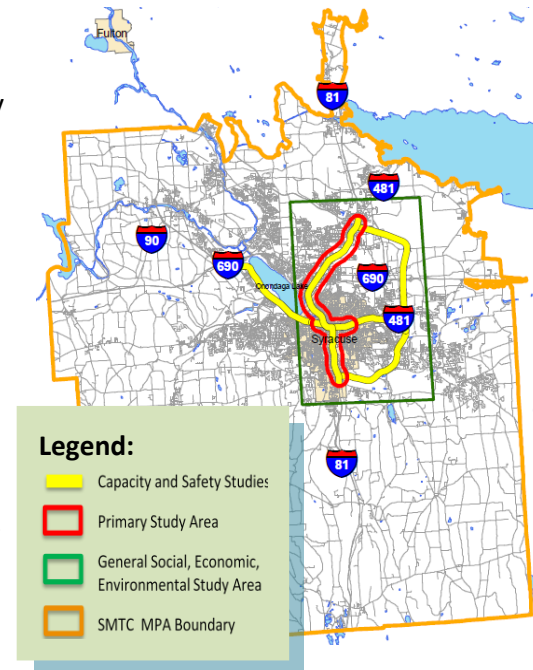 Fulton
y
81
481
90
690
Onondaga Lake
690
481
Syracuse
81
Legend:
Capacity and Safety Studies
Primary Study Area
General Social, Economic,
Environmental Study Area
SMTC MPA Boundary